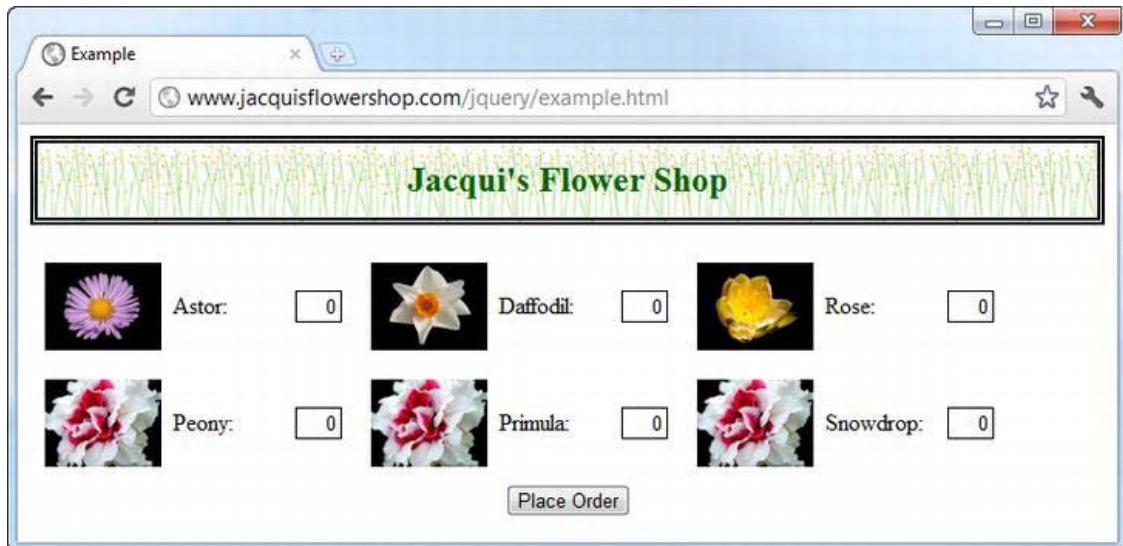 Example
www.jacquisflowershop.com/jquery/example.html
Jacqui's Flower Shop
Astor: 0 Daffodil: 0 Rose: 0
Peony: 0 Primula: 0 Snowdrop: 0
Place Order